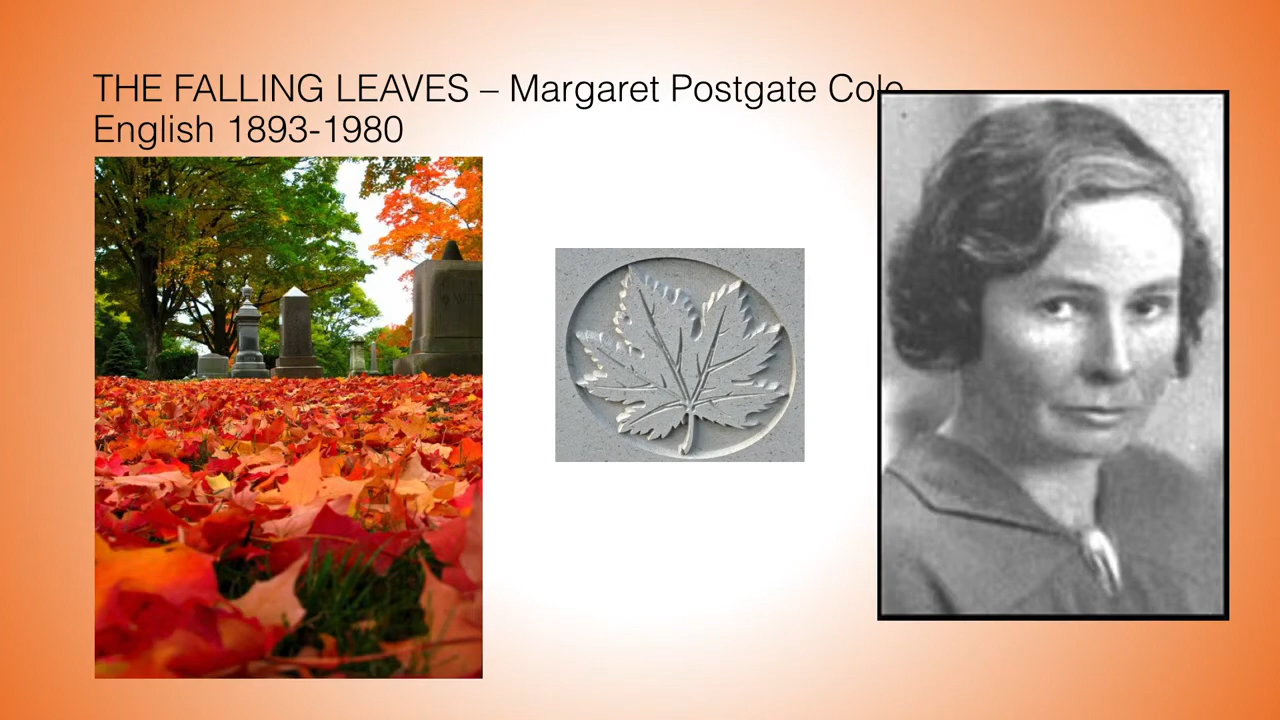 THE FALLING LEAVES – Margaret Postgate Cole
English 1893-1980